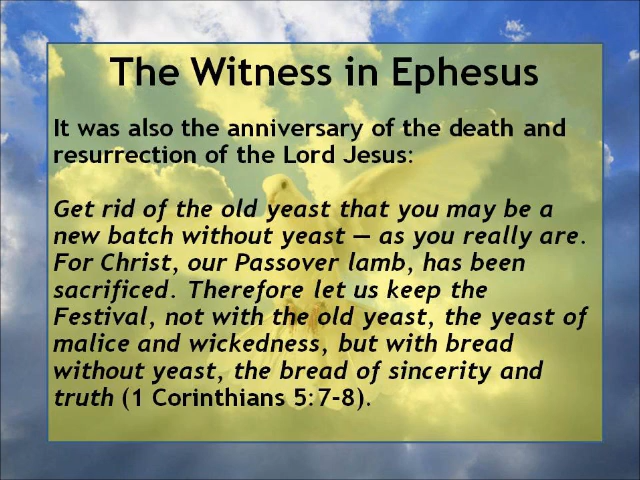 The Witness in Ephesus
It was also the anniversary of the death and
resurrection of the Lord Jesus:
Get rid of the old yeast that you may be a
new batch without yeast — as you really are.
For Christ, our Passover lamb, has been
sacrificed. Therefore let us keep the
Festival, not with the old yeast, the yeast of
malice and wickedness, but with bread
without yeast, the bread of sincerity and
truth (1 Corinthians 5:7-8).